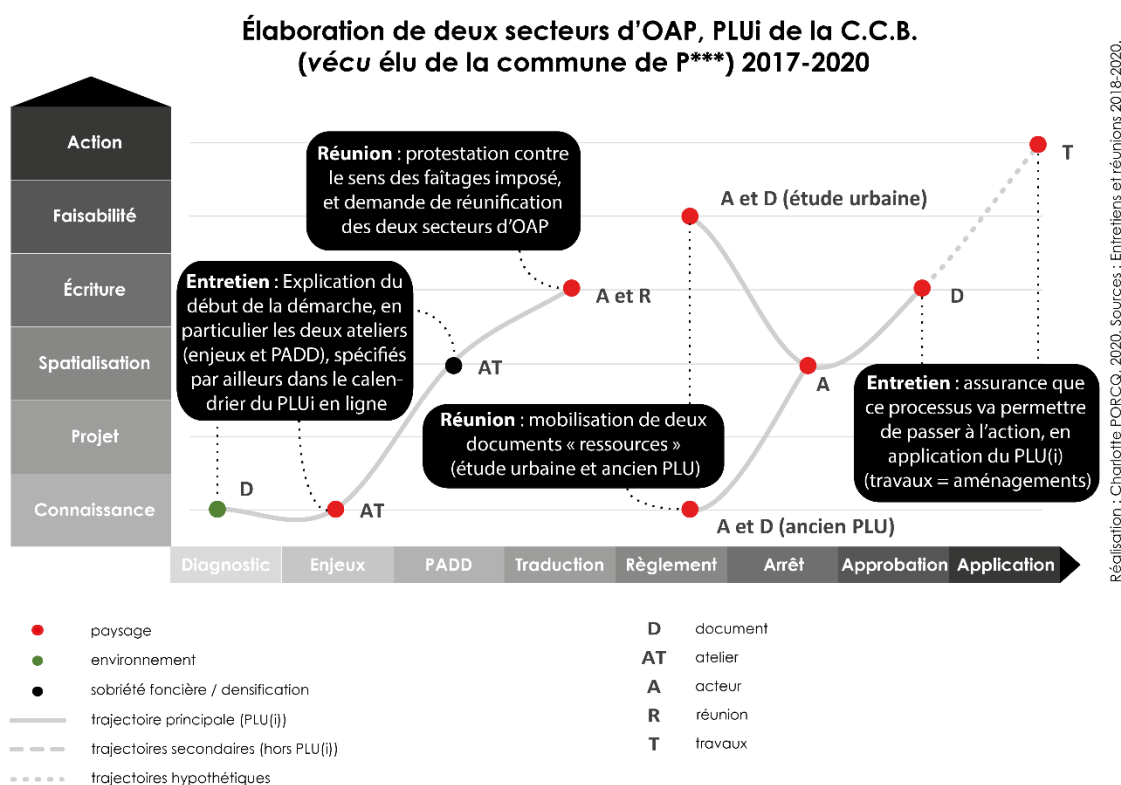 Élaboration de deux secteurs d’OAP, PLUi de la C.C.B.
(vécu élu de la commune de P***) 2017-2020
Réalisation : Charlotte PORCQ, 2020. Sources : Entretiens et réunions 2018-2020.
Action
Faisabilité
Écriture
Spatialisation
Projet
Connaissance
Réunion : protestation contre
le sens des faîtages imposé,
et demande de réunification
des deux secteurs d’OAP
Entretien : Explication du
début de la démarche, en
particulier les deux ateliers
(enjeux et PADD), spécifiés
par ailleurs dans le calen-
drier du PLUi en ligne
Réunion : mobilisation de deux
documents « ressources »
(étude urbaine et ancien PLU)
Entretien : assurance que
ce processus va permettre
de passer à l’action, en
application du PLU(i)
(travaux = aménagements)
D
AT
AT
A et R
A et D (étude urbaine)
A et D (ancien PLU)
A
D
T
Diagnostic
Enjeux
PADD
Traduction
Règlement
Arrêt
Approbation
Application
paysage
environnement
sobriété foncière / densification
trajectoire principale (PLU(i))
trajectoires secondaires (hors PLU(i))
trajectoires hypothétiques
D document
AT atelier
A acteur
R réunion
T travaux